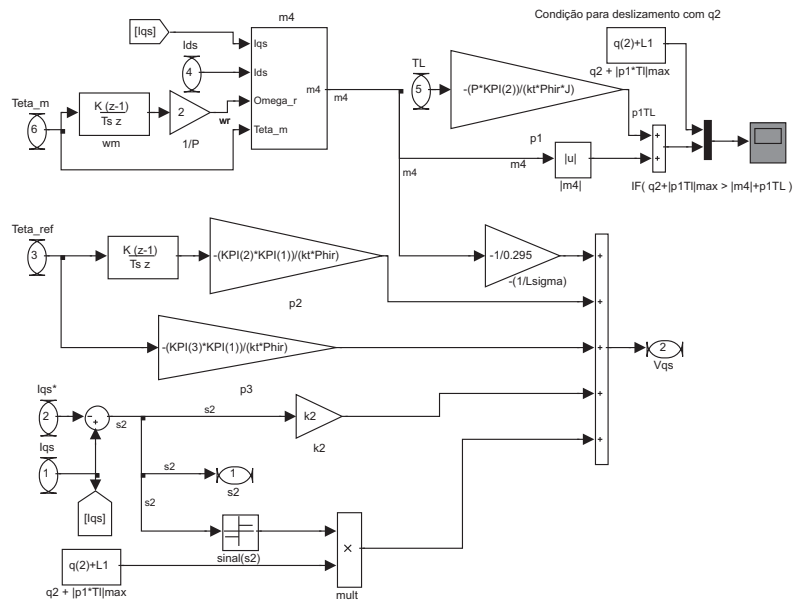 Condição para deslizamento com q2
m4
[Iqs]
Ids
4
Iqs
Ids
Omega_r
Teta_m
m4
m4
q(2)+L1
q2 + |p1*Tl|max
TL
5
-(P*KPI(2))/(kt*Phir*J)
p1TL
p1
Teta_m
6
K (z-1)
Ts z
wm
2
wr
1/P
m4
m4
|u|
|m4|
+
+
IF( q2+|p1Tl|max > |m4|+p1TL )
Teta_ref
3
K (z-1)
Ts z
-(KPI(2)*KPI(1))/(kt*Phir)
p2
-1/0.295
-(1/Lsigma)
+
+
-(KPI(3)*KPI(1))/(kt*Phir)
p3
+
2
Vqs
Iqs*
2
−
+
s2
s2
k2
k2
+
+
Iqs
1
s2
1
s2
[Iqs]
s2
sinal(s2)
q(2)+L1
q2 + |p1*Tl|max
×
mult